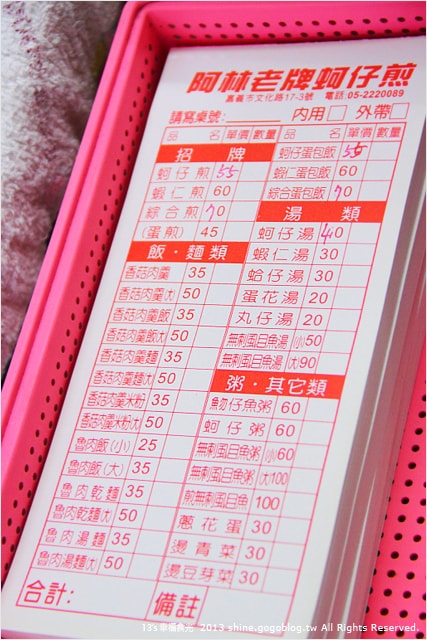 阿林老牌蚵仔煎
嘉義市文化路17-3號 電話:05-2220089
請寫桌號: 內用 外帶
品名 單價 數量 品名 單價 數量
招牌
蚵仔煎 55
蝦仁煎 60
綜合煎 70
(蛋煎) 45
飯・麵類
香菇肉羹 35
香菇肉羹大 50
香菇肉羹飯 35
香菇肉羹飯大 50
香菇肉羹麵 35
香菇肉羹麵大 50
香菇肉羹米粉 35
香菇肉羹米粉大 50
魯肉飯(小) 25
魯肉飯(大) 35
魯肉乾麵 35
魯肉乾麵大 50
魯肉湯麵 35
魯肉湯麵大 50
蚵仔蛋包飯 55
蝦仁蛋包飯 60
綜合蛋包飯 70
湯類
蚵仔湯 40
蝦仁湯 30
蛤仔湯 30
蛋花湯 20
丸仔湯 20
無刺虱目魚湯 小50
無刺虱目魚湯 大90
粥・其它類
魩仔魚粥 60
蚵仔粥 60
無刺虱目魚粥 小60
無刺虱目魚粥 大100
煎無刺虱目魚 100
蔥花蛋 30
燙青菜 30
燙豆芽菜 30
合計: 備註
13's幸福食光 2013 shine.gogoblog.tw All Rights Reserved.